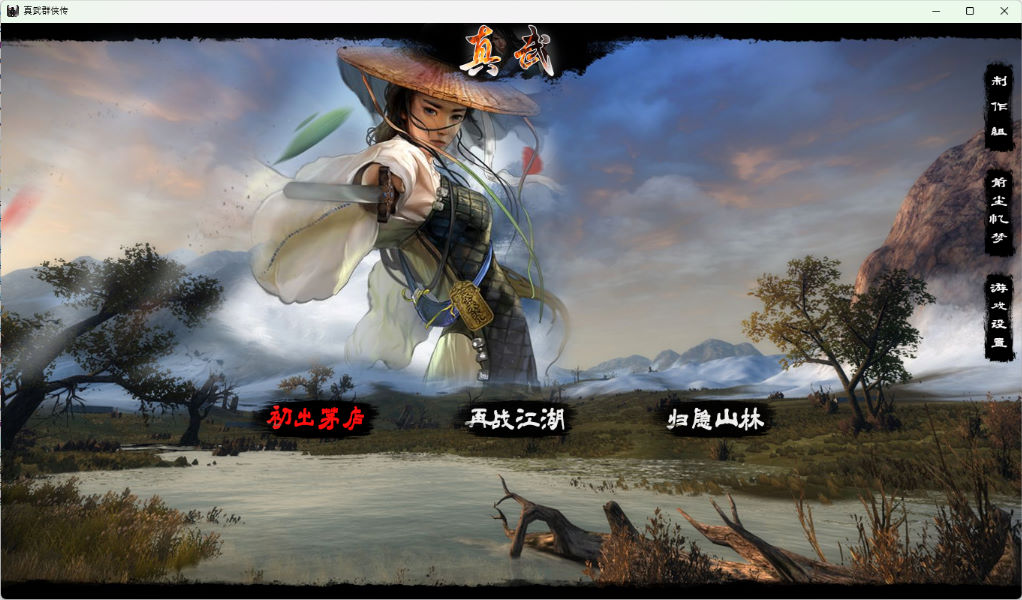 真武群侠传
真武
制作组
前尘忆梦
游戏设置
初出茅庐
再战江湖
归隐山林